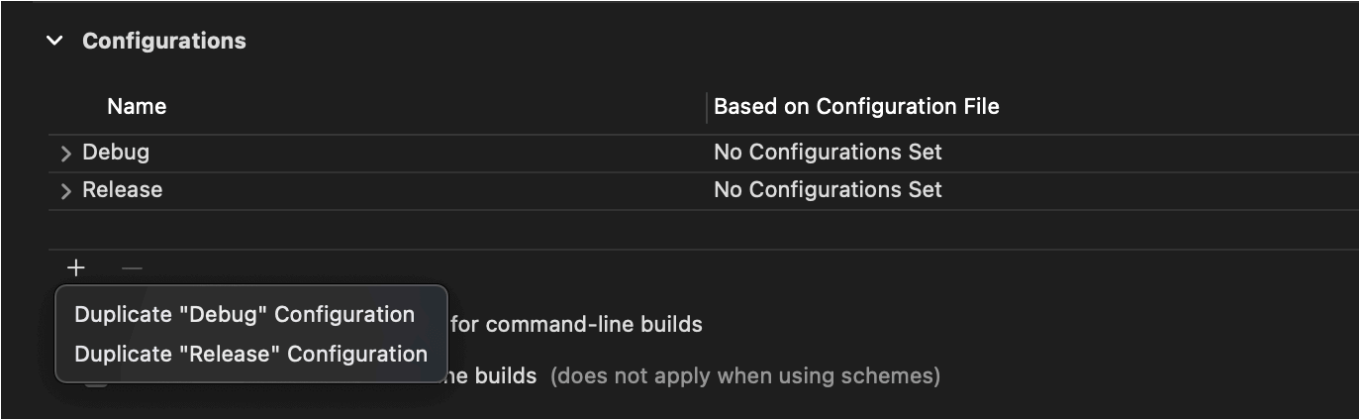 Configurations
Name Based on Configuration File
Debug No Configurations Set
Release No Configurations Set
+ —
Duplicate "Debug" Configuration
for command-line builds
Duplicate "Release" Configuration
builds (does not apply when using schemes)